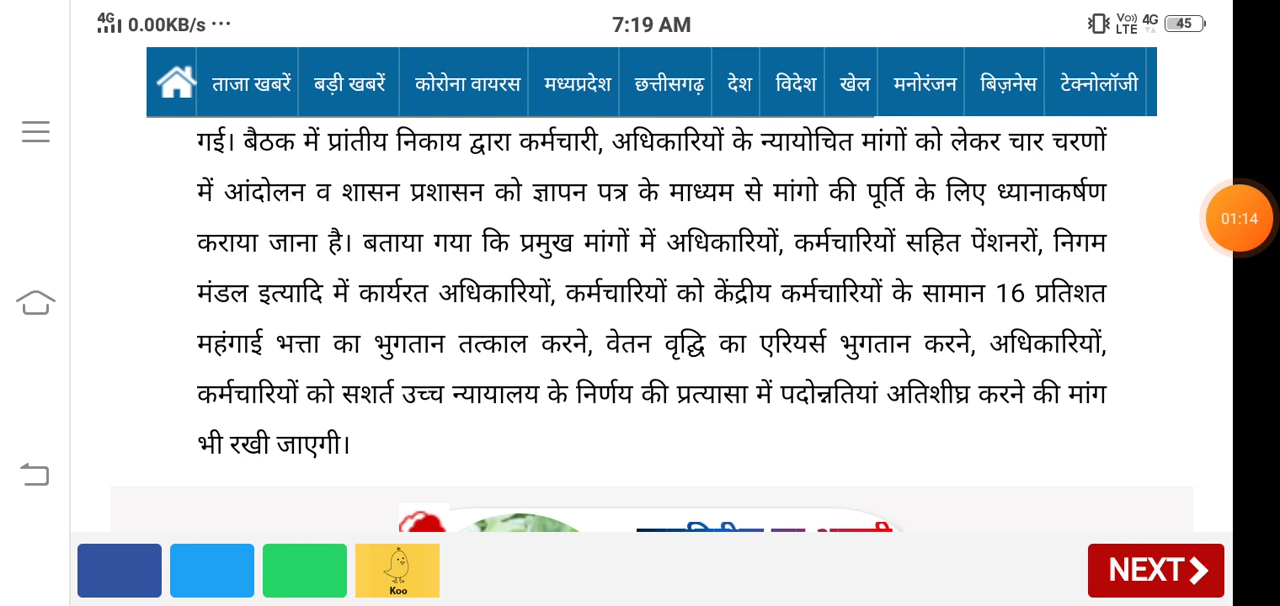 4G 0.00KB/s ... 7:19 AM Vo)) LTE 4G 45
ताजा खबरें बड़ी खबरें कोरोना वायरस मध्यप्रदेश छत्तीसगढ़ देश विदेश खेल मनोरंजन बिज़नेस टेक्नोलॉजी
गई। बैठक में प्रांतीय निकाय द्वारा कर्मचारी, अधिकारियों के न्यायोचित मांगों को लेकर चार चरणों
में आंदोलन व शासन प्रशासन को ज्ञापन पत्र के माध्यम से मांगो की पूर्ति के लिए ध्यानाकर्षण
01:14
कराया जाना है। बताया गया कि प्रमुख मांगों में अधिकारियों, कर्मचारियों सहित पेंशनरों, निगम
मंडल इत्यादि में कार्यरत अधिकारियों, कर्मचारियों को केंद्रीय कर्मचारियों के सामान 16 प्रतिशत
महंगाई भत्ता का भुगतान तत्काल करने, वेतन वृद्धि का एरियर्स भुगतान करने, अधिकारियों,
कर्मचारियों को सशर्त उच्च न्यायालय के निर्णय की प्रत्यासा में पदोन्नतियां अतिशीघ्र करने की मांग
भी रखी जाएगी।
Koo
NEXT